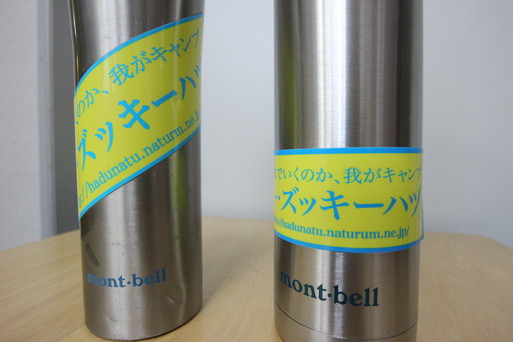 のか、我がキャンプ
ズッキーハッ
://hadunatu.naturum.ne.jp/
mont·bell
でいくのか、我がキャンプ
…ズッキーハッ
://hadunatu.naturum.ne.jp/
mont·bell